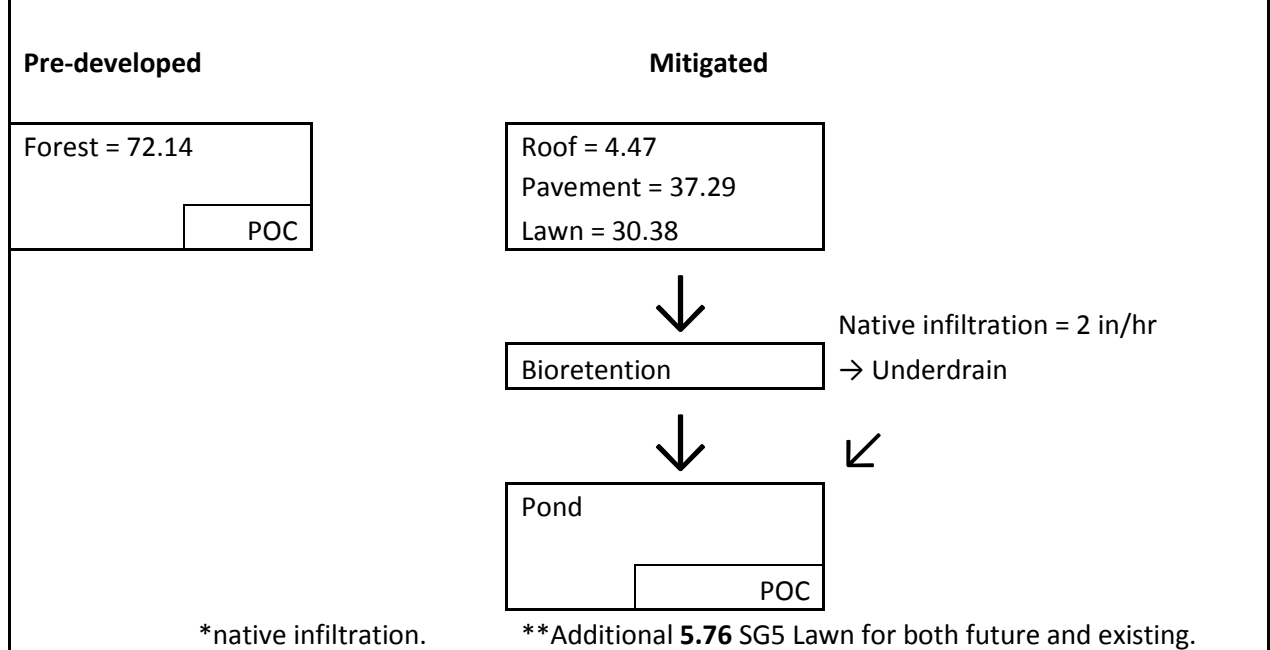 Pre-developed
Mitigated
Forest = 72.14
POC
Roof = 4.47
Pavement = 37.29
Lawn = 30.38
Native infiltration = 2 in/hr
Bioretention
→ Underdrain
Pond
POC
*native infiltration.
**Additional 5.76 SG5 Lawn for both future and existing.